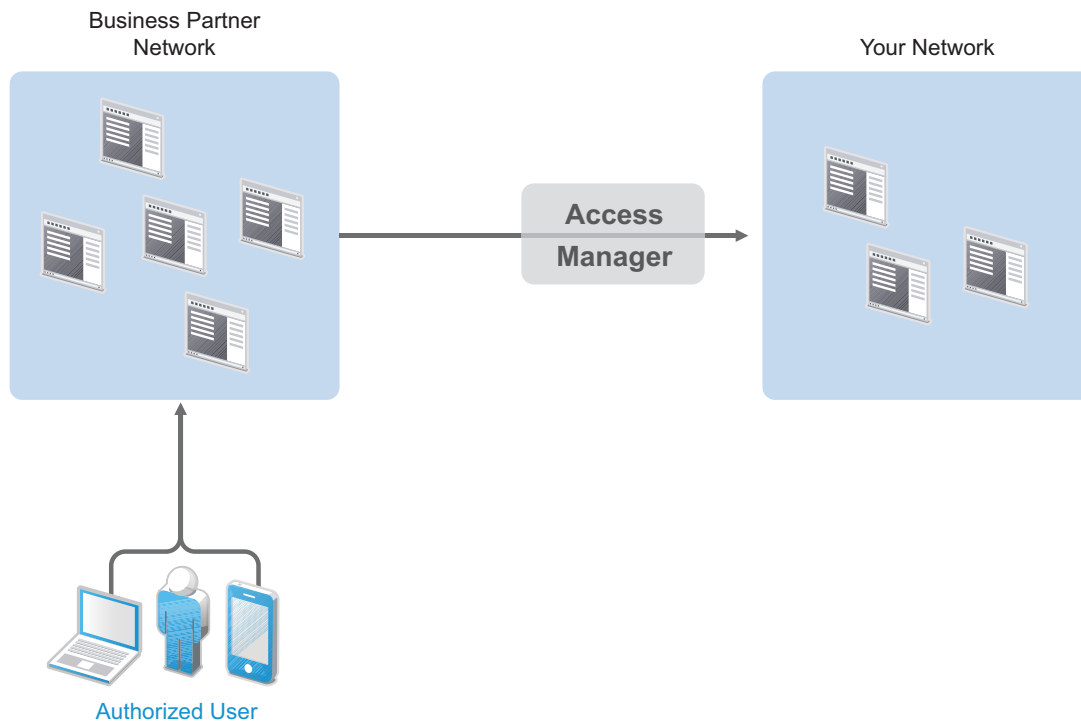 Business Partner
Network
Your Network
Access
Manager
Authorized User